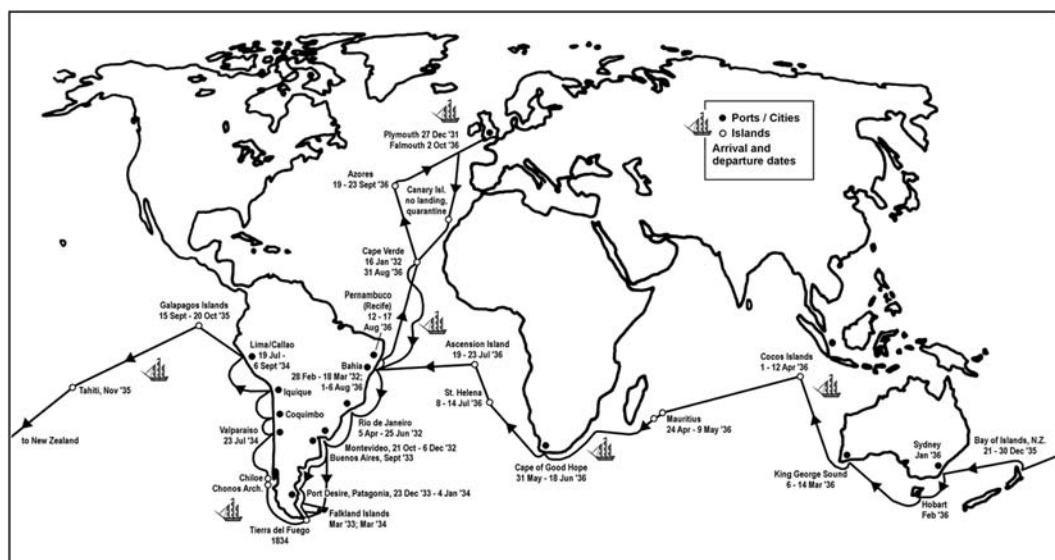 Plymouth 27 Dec '31
Falmouth 2 Oct '36
Ports / Cities
Islands
Arrival and
departure dates
Azores
19 - 23 Sept '36
Canary Isl.
no landing,
quarantine
Cape Verde
16 Jan '32
31 Aug '36
Pernambuco
(Recife)
12 - 17
Aug '36
Galapagos Islands
15 Sept - 20 Oct '35
Lima/Callao
19 Jul -
6 Sept '34
Bahia
28 Feb - 18 Mar '32;
1-6 Aug '36
Ascension Island
19 - 23 Jul '36
Cocos Islands
1 - 12 Apr '36
Tahiti, Nov '35
Iquique
St. Helena
8 - 14 Jul '36
Coquimbo
Rio de Janeiro
5 Apr - 25 Jun '32
Mauritius
24 Apr - 9 May '36
to New Zealand
Valparaiso
23 Jul '34
Montevideo, 21 Oct - 6 Dec '32
Buenos Aires, Sept '33
Sydney
Jan '36
Bay of Islands, N.Z.
21 - 30 Dec '35
Cape of Good Hope
31 May - 18 Jun '36
King George Sound
6 - 14 Mar '36
Chiloe
Chonos Arch.
Port Desire, Patagonia, 23 Dec '33 - 4 Jan '34
Hobart
Feb '36
Falkland Islands
Mar '33; Mar '34
Tierra del Fuego
1834